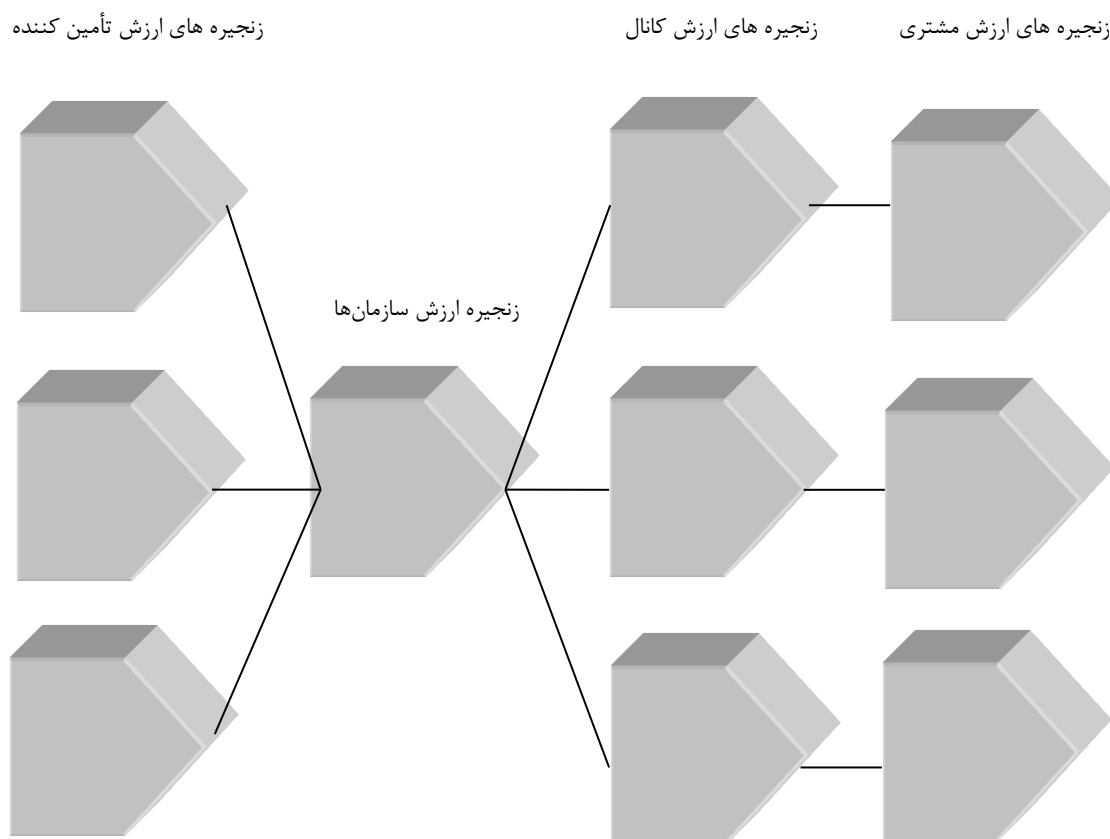 زنجیره های ارزش مشتری
زنجیره های ارزش کانال
زنجیره های ارزش تأمین کننده
زنجیره ارزش سازمان‌ها